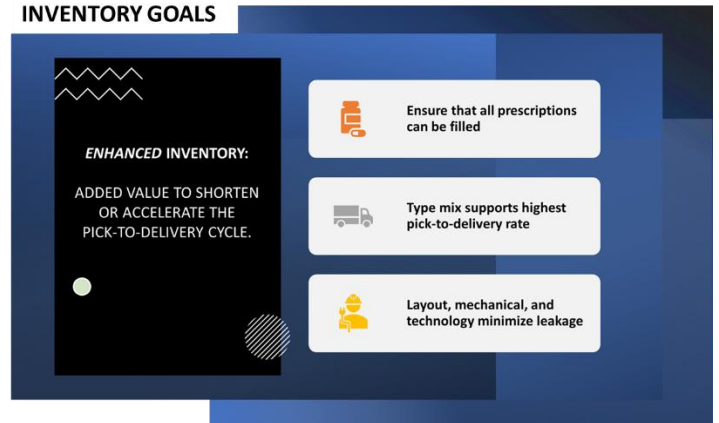 INVENTORY GOALS
ENHANCED INVENTORY:
ADDED VALUE TO SHORTEN
OR ACCELERATE THE
PICK-TO-DELIVERY CYCLE.
Ensure that all prescriptions
can be filled
Type mix supports highest
pick-to-delivery rate
Layout, mechanical, and
technology minimize leakage